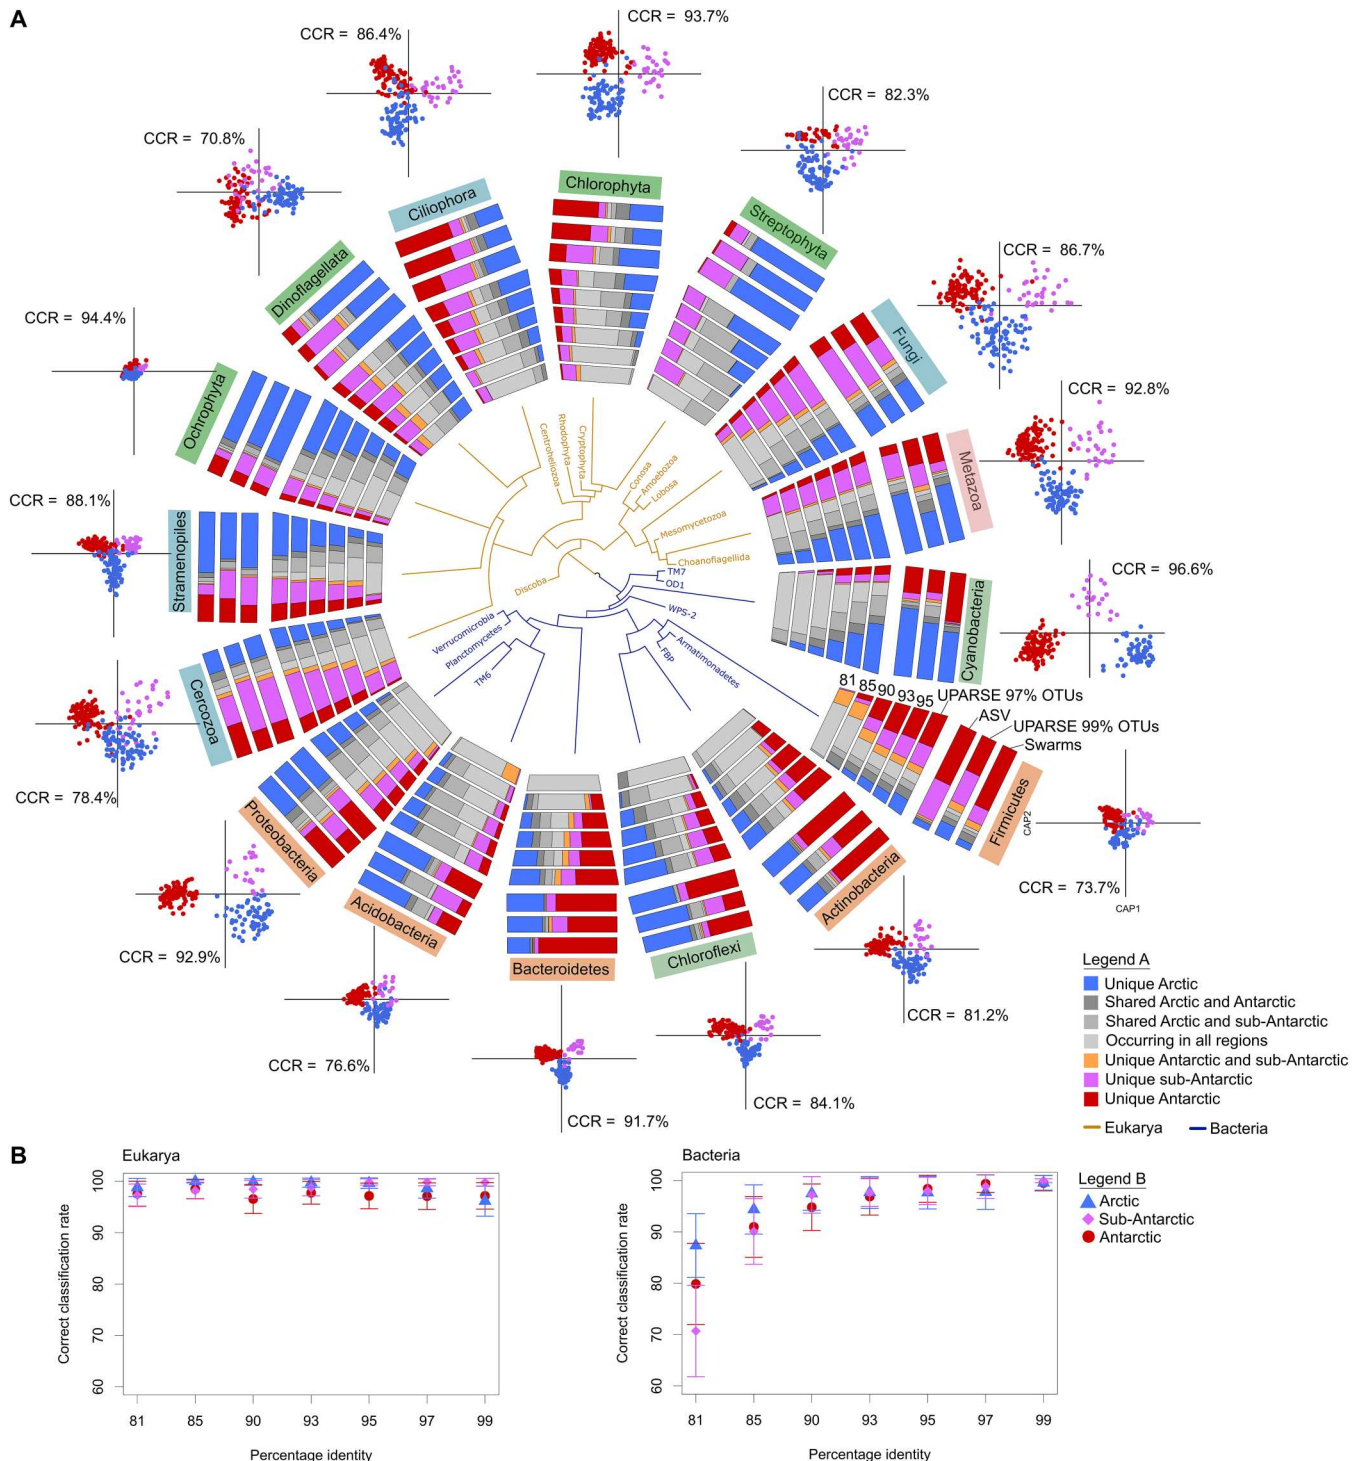 A
CCR = 93.7%
CCR = 86.4%
CCR = 82.3%
CCR = 70.8%
Chlorophyta
Ciliophora
Streptophyta
CCR = 86.7%
Dinoflagellata
CCR = 94.4%
Fungi
CCR = 92.8%
Ochrophyta
Centroheliozoa
Rhodophyta
Cryptophyta
Conosa
Amoebozoa
Lobosa
Metazoa
CCR = 88.1%
Mesomycetozoa
Choanoflagellida
CCR = 96.6%
Stramenopiles
Discoba
TM7
OD1
WPS-2
Cyanobacteria
Verrucomicrobia
Planctomycetes
TM6
Armatimonadetes
FBP
Cercozoa
81 85 90 93 95 UPARSE 97% OTUs
ASV
UPARSE 99% OTUs
Swarms
CCR = 78.4%
Proteobacteria
Firmicutes
CAP2
CCR = 73.7%
CAP1
Acidobacteria
Actinobacteria
CCR = 92.9%
Bacteroidetes
Chloroflexi
CCR = 81.2%
CCR = 76.6%
CCR = 84.1%
CCR = 91.7%
Legend A
Unique Arctic
Shared Arctic and Antarctic
Shared Arctic and sub-Antarctic
Occurring in all regions
Unique Antarctic and sub-Antarctic
Unique sub-Antarctic
Unique Antarctic
Eukarya Bacteria
B
Eukarya
Correct classification rate
100
90
80
70
60
81 85 90 93 95 97 99
Percentage identity
Bacteria
Correct classification rate
100
90
80
70
60
81 85 90 93 95 97 99
Percentage identity
Legend B
Arctic
Sub-Antarctic
Antarctic